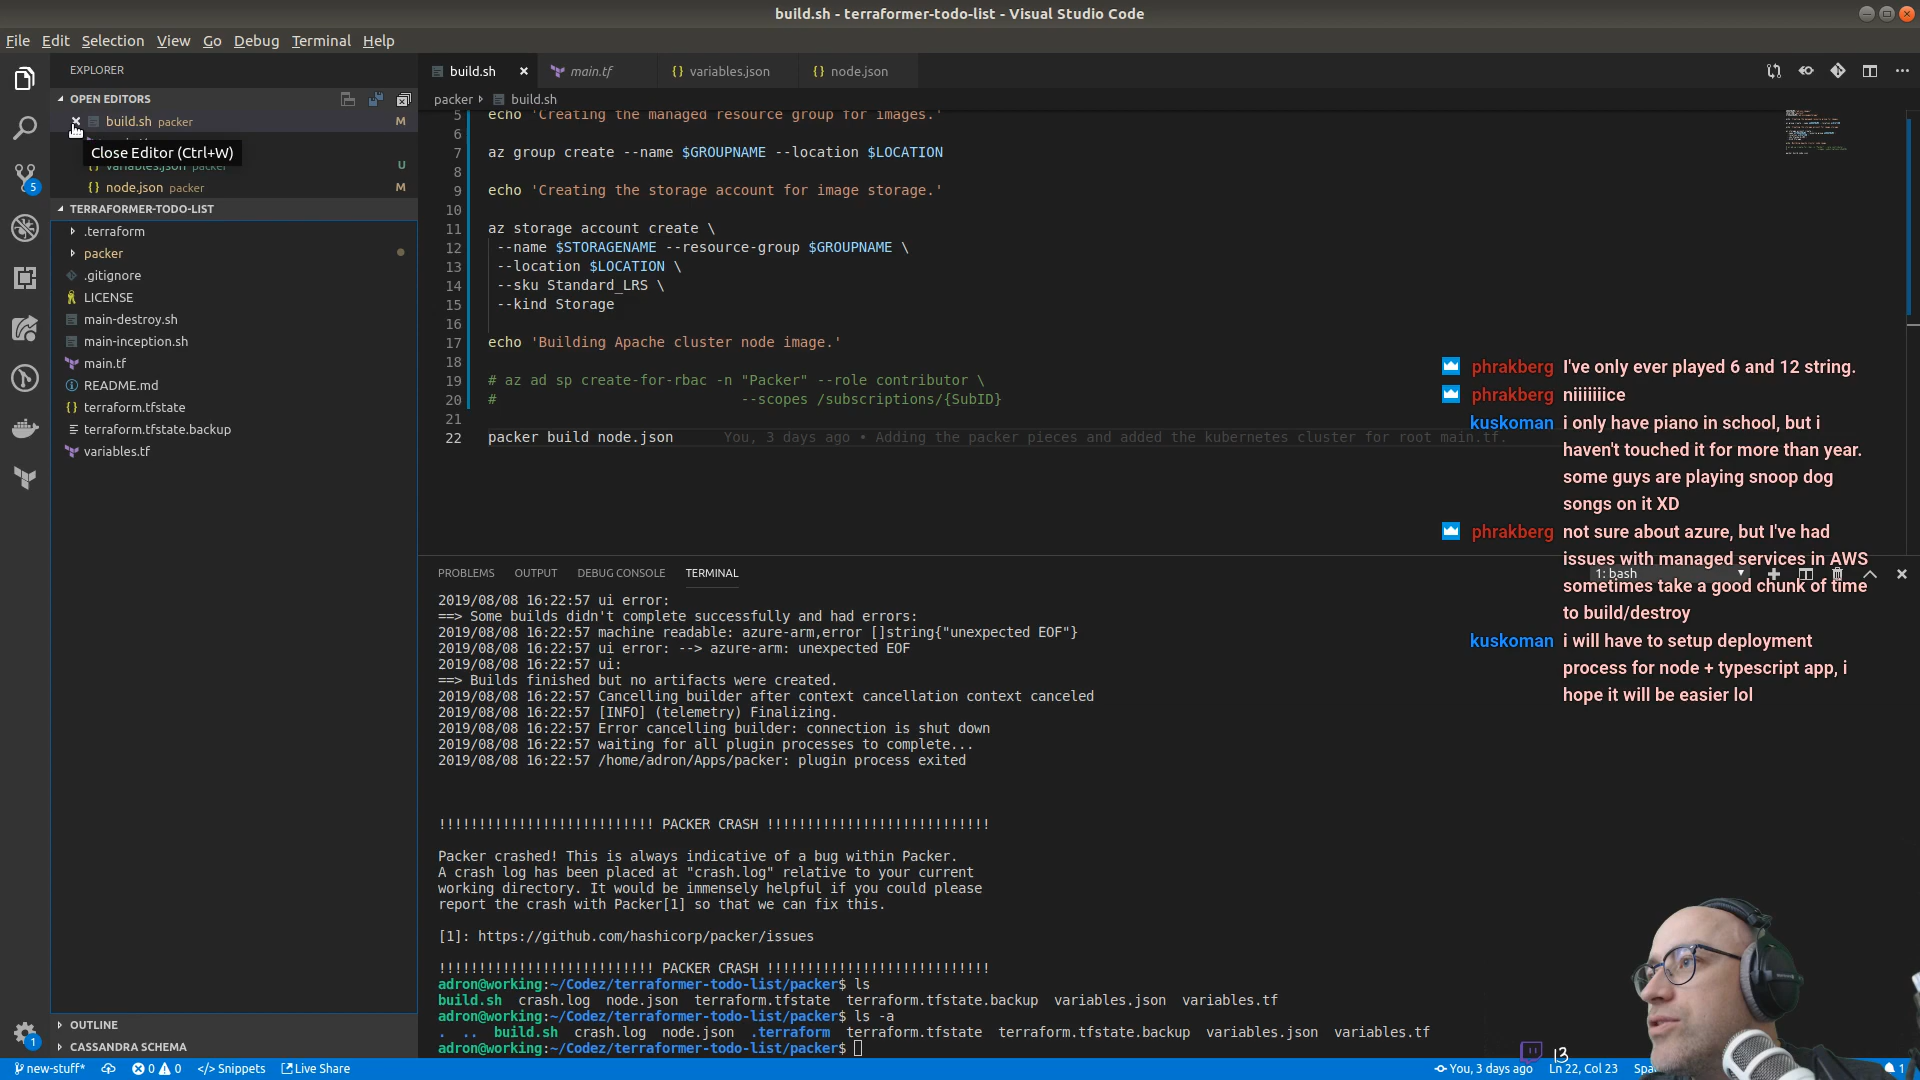 build.sh - terraformer-todo-list - Visual Studio Code
File Edit Selection View Go Debug Terminal Help
EXPLORER
OPEN EDITORS
build.sh packer M
Close Editor (Ctrl+W)
variables.json packer U
node.json packer M
TERRAFORMER-TODO-LIST
.terraform
packer
.gitignore
LICENSE
main-destroy.sh
main-inception.sh
main.tf
README.md
terraform.tfstate
terraform.tfstate.backup
variables.tf
OUTLINE
CASSANDRA SCHEMA
5
1
build.sh main.tf variables.json node.json
packer build.sh
5 echo 'Creating the managed resource group for images.'
6
7 az group create --name $GROUPNAME --location $LOCATION
8
9 echo 'Creating the storage account for image storage.'
10
11 az storage account create \
12 --name $STORAGENAME --resource-group $GROUPNAME \
13 --location $LOCATION \
14 --sku Standard_LRS \
15 --kind Storage
16
17 echo 'Building Apache cluster node image.'
18
19 # az ad sp create-for-rbac -n "Packer" --role contributor \
20 # --scopes /subscriptions/{SubID}
21
22 packer build node.json You, 3 days ago • Adding the packer pieces and added the kubernetes cluster for root main.tf.
PROBLEMS OUTPUT DEBUG CONSOLE TERMINAL
1: bash
2019/08/08 16:22:57 ui error:
==> Some builds didn't complete successfully and had errors:
2019/08/08 16:22:57 machine readable: azure-arm,error []string{"unexpected EOF"}
2019/08/08 16:22:57 ui error: --> azure-arm: unexpected EOF
2019/08/08 16:22:57 ui:
==> Builds finished but no artifacts were created.
2019/08/08 16:22:57 Cancelling builder after context cancellation context canceled
2019/08/08 16:22:57 [INFO] (telemetry) Finalizing.
2019/08/08 16:22:57 Error cancelling builder: connection is shut down
2019/08/08 16:22:57 waiting for all plugin processes to complete...
2019/08/08 16:22:57 /home/adron/Apps/packer: plugin process exited
!!!!!!!!!!!!!!!!!!!!!!!!!!! PACKER CRASH !!!!!!!!!!!!!!!!!!!!!!!!!!!!
Packer crashed! This is always indicative of a bug within Packer.
A crash log has been placed at "crash.log" relative to your current
working directory. It would be immensely helpful if you could please
report the crash with Packer[1] so that we can fix this.
[1]: https://github.com/hashicorp/packer/issues
!!!!!!!!!!!!!!!!!!!!!!!!!!! PACKER CRASH !!!!!!!!!!!!!!!!!!!!!!!!!!!!
adron@working:~/Codez/terraformer-todo-list/packer$ ls
build.sh crash.log node.json terraform.tfstate terraform.tfstate.backup variables.json variables.tf
adron@working:~/Codez/terraformer-todo-list/packer$ ls -a
. .. build.sh crash.log node.json .terraform terraform.tfstate terraform.tfstate.backup variables.json variables.tf
adron@working:~/Codez/terraformer-todo-list/packer$
phrakberg I've only ever played 6 and 12 string.
phrakberg niiiiiiice
kuskoman i only have piano in school, but i
haven't touched it for more than year.
some guys are playing snoop dog
songs on it XD
phrakberg not sure about azure, but I've had
issues with managed services in AWS
sometimes take a good chunk of time
to build/destroy
kuskoman i will have to setup deployment
process for node + typescript app, i
hope it will be easier lol
13
new-stuff* 0 0 Snippets Live Share You, 3 days ago Ln 22, Col 23 1